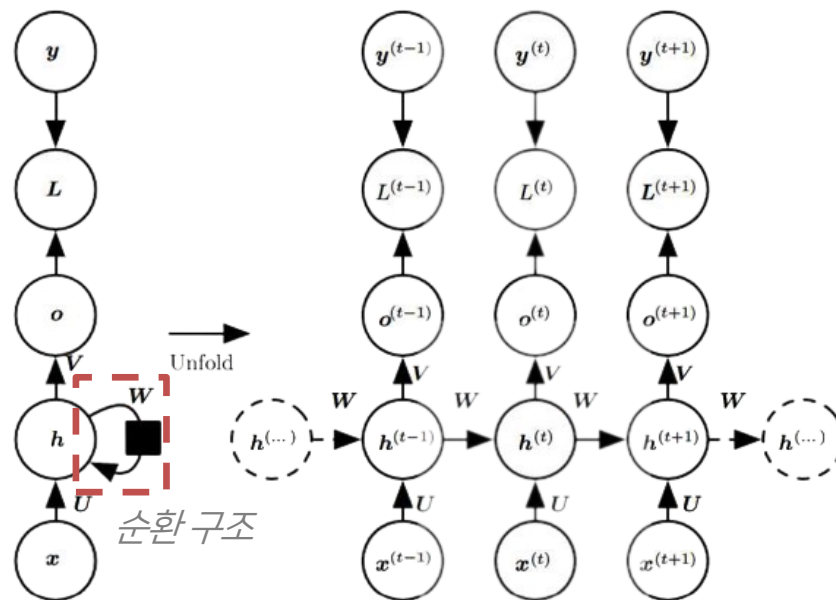 y y^(t−1) y^(t) y^(t+1)
L L^(t−1) L^(t) L^(t+1)
o o^(t−1) o^(t) o^(t+1)
Unfold
V V V V
W W W W W
h h^(...) h^(t−1) h^(t) h^(t+1) h^(...)
U U U U
순환 구조
x x^(t−1) x^(t) x^(t+1)